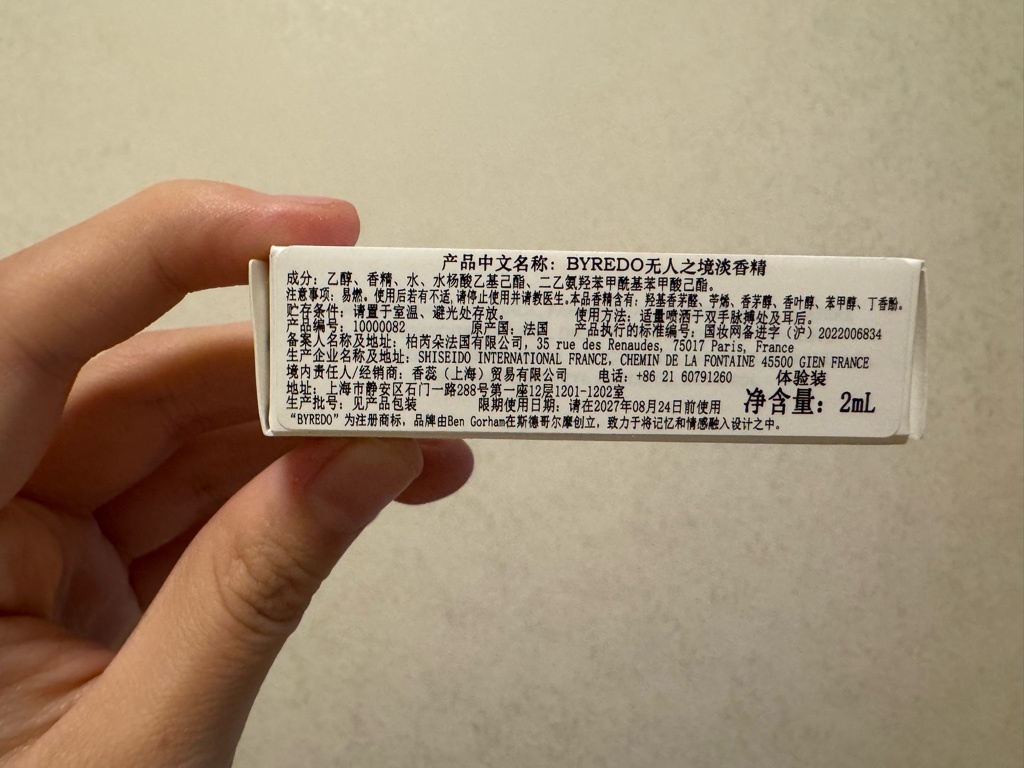 产品中文名称：BYREDO无人之境淡香精
成分：乙醇、香精、水、水杨酸乙基己酯、二乙氨羟苯甲酰基苯甲酸己酯。
注意事项：易燃。使用后若有不适,请停止使用并请教医生.本品香精含有：羟基香茅醛、苧烯、香茅醇、香叶醇、苯甲醇、丁香酚。
贮存条件：请置于室温、避光处存放。 使用方法：适量喷洒于双手脉搏处及耳后。
产品编号：10000082 原产国：法国 产品执行的标准编号：国妆网备进字（沪）2022006834
备案人名称及地址：柏芮朵法国有限公司，35 rue des Renaudes, 75017 Paris, France
生产企业名称及地址：SHISEIDO INTERNATIONAL FRANCE, CHEMIN DE LA FONTAINE 45500 GIEN FRANCE
境内责任人/经销商：香蕊（上海）贸易有限公司 电话：+86 21 60791260 体验装
地址：上海市静安区石门一路288号第一座12层1201-1202室
生产批号：见产品包装 限期使用日期：请在2027年08月24日前使用 净含量：2mL
“BYREDO”为注册商标，品牌由Ben Gorham在斯德哥尔摩创立，致力于将记忆和情感融入设计之中。